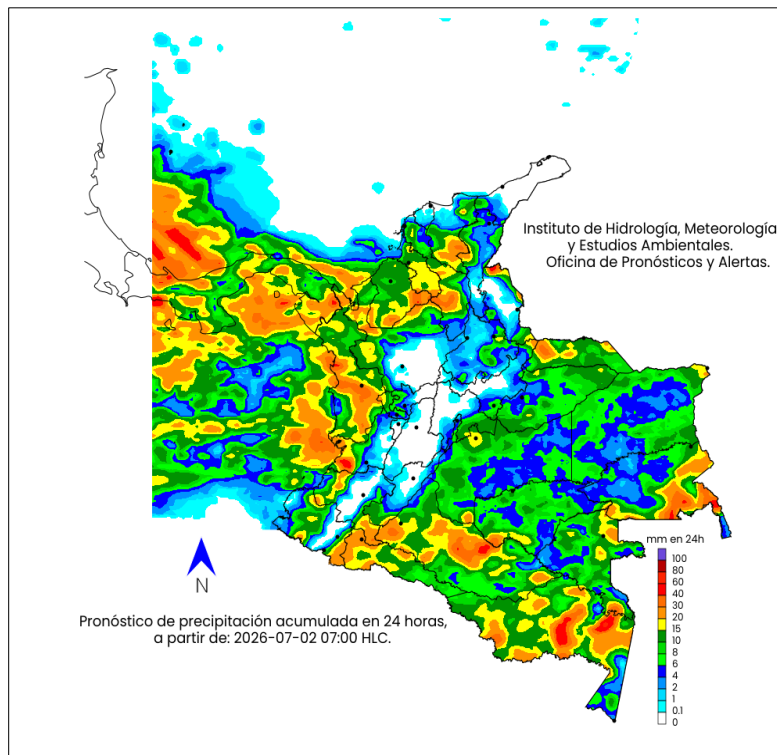 Instituto de Hidrología, Meteorología
y Estudios Ambientales.
Oficina de Pronósticos y Alertas.
mm en 24h
100
80
60
40
30
20
15
10
8
6
4
2
1
0.1
0
N
Pronóstico de precipitación acumulada en 24 horas,
a partir de: 2026-07-02 07:00 HLC.